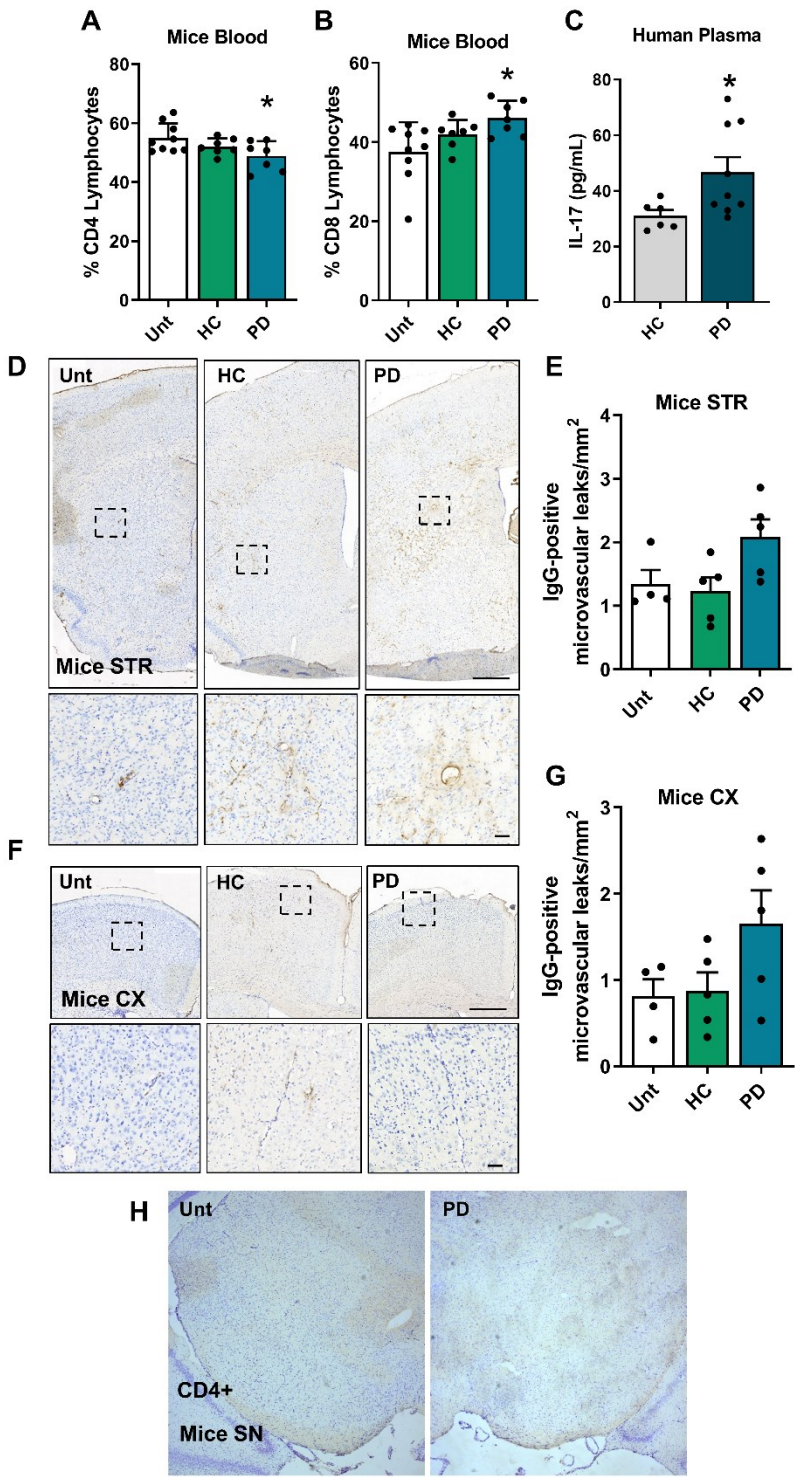 A
Mice Blood
% CD4 Lymphocytes
80
60
40
20
0
*
Unt
HC
PD
B
Mice Blood
% CD8 Lymphocytes
60
40
20
0
*
Unt
HC
PD
C
Human Plasma
IL-17 (pg/mL)
80
60
40
20
0
*
HC
PD
D
Unt
HC
PD
Mice STR
E
Mice STR
IgG-positive
microvascular leaks/mm²
4
3
2
1
0
Unt
HC
PD
F
Unt
HC
PD
Mice CX
G
Mice CX
IgG-positive
microvascular leaks/mm²
3
2
1
0
Unt
HC
PD
H
Unt
PD
CD4+
Mice SN